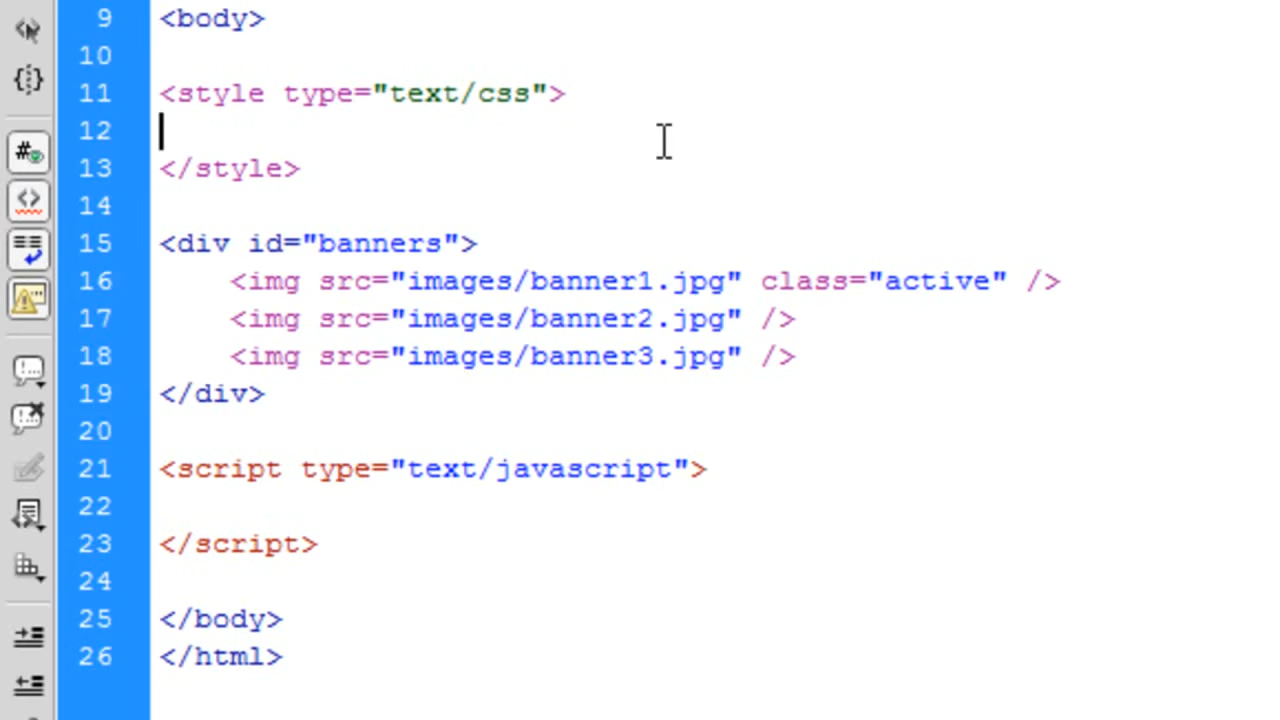 9 <body>
10
11 <style type="text/css">
12
13 </style>
14
15 <div id="banners">
16     <img src="images/banner1.jpg" class="active" />
17     <img src="images/banner2.jpg" />
18     <img src="images/banner3.jpg" />
19 </div>
20
21 <script type="text/javascript">
22
23 </script>
24
25 </body>
26 </html>